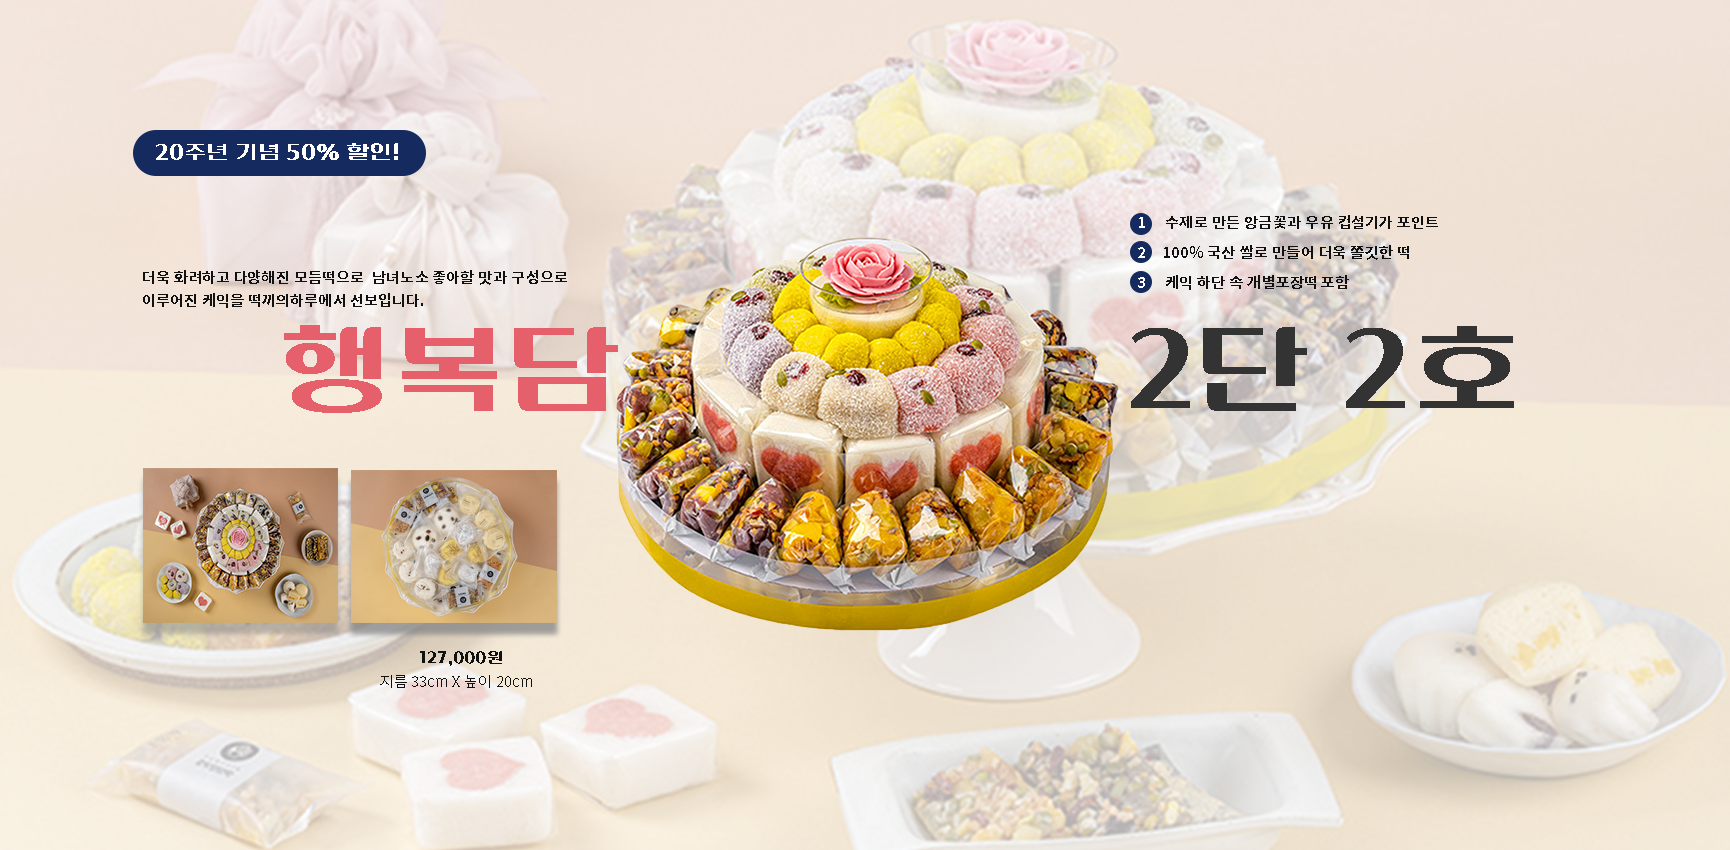 20주년 기념 50% 할인!
더욱 화려하고 다양해진 모듬떡으로 남녀노소 좋아할 맛과 구성으로
이루어진 케익을 떡끼의하루에서 선보입니다.
행복담
2단 2호
1 수제로 만든 앙금꽃과 우유 컵설기가 포인트
2 100% 국산 쌀로 만들어 더욱 쫄깃한 떡
3 케익 하단 속 개별포장떡 포함
127,000원
지름 33cm X 높이 20cm